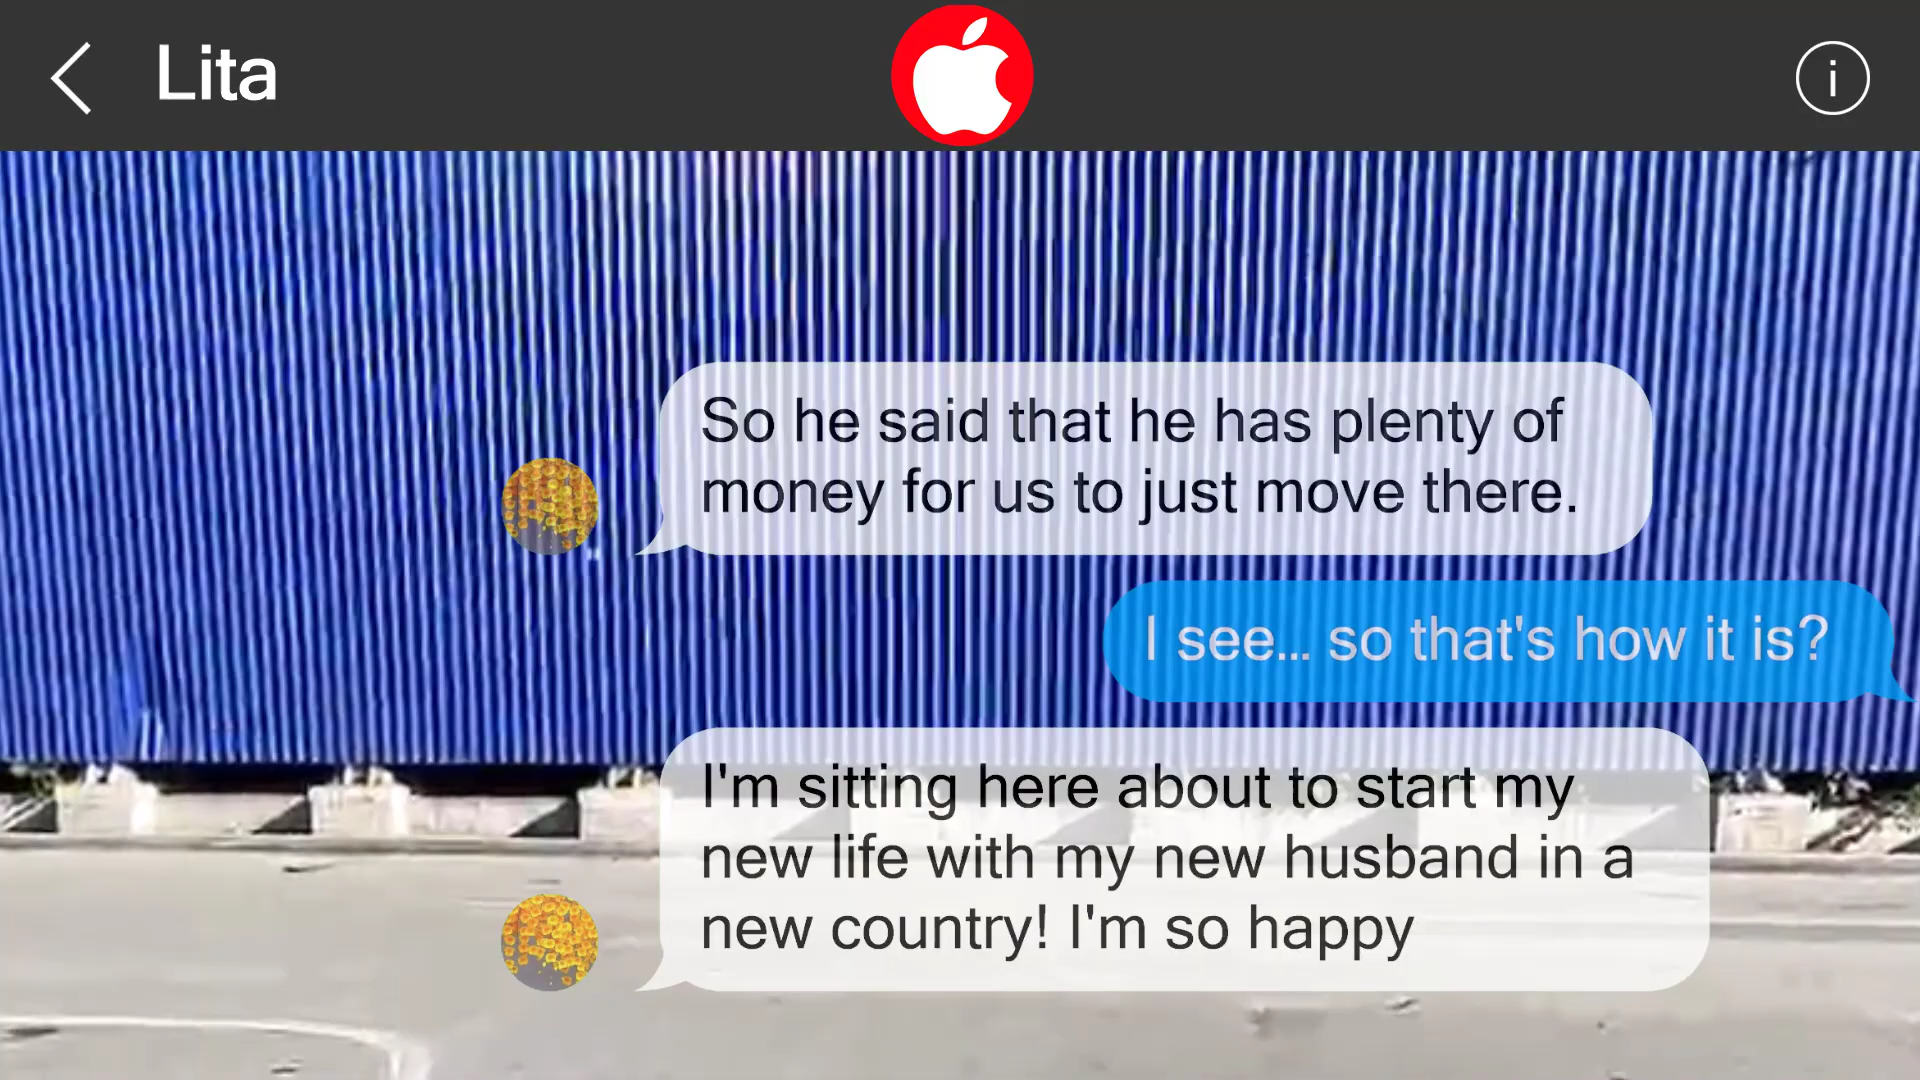 Lita
So he said that he has plenty of
money for us to just move there.
I see... so that's how it is?
I'm sitting here about to start my
new life with my new husband in a
new country! I'm so happy